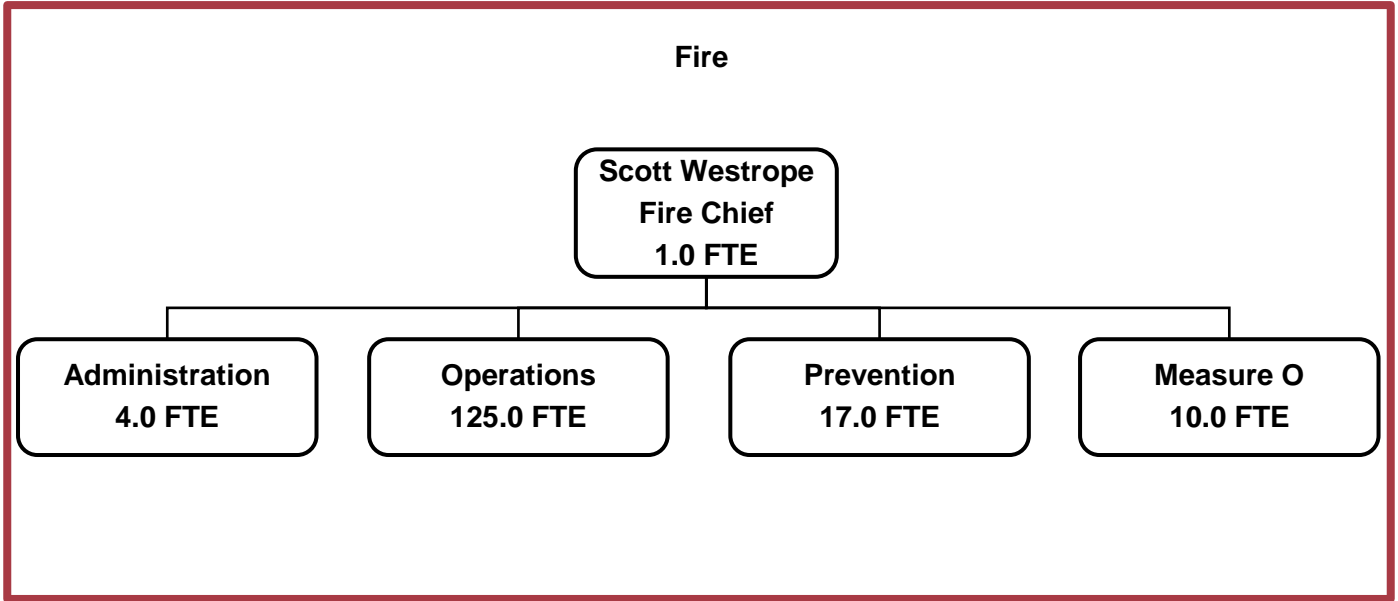 Fire
Scott Westrope
Fire Chief
1.0 FTE
Administration
4.0 FTE
Operations
125.0 FTE
Prevention
17.0 FTE
Measure O
10.0 FTE